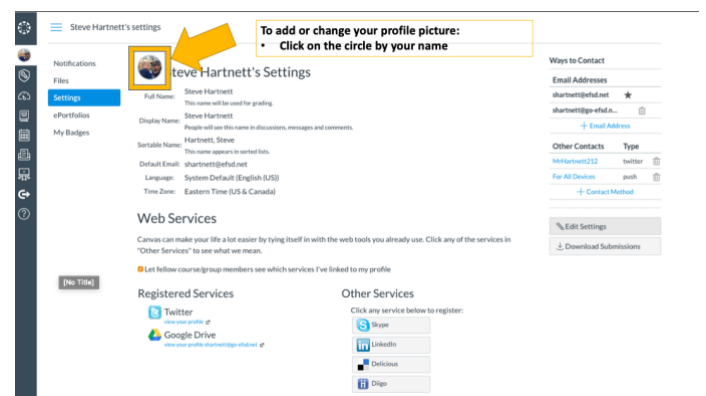 Steve Hartnett's settings
To add or change your profile picture:
• Click on the circle by your name
Notifications
Files
Settings
ePortfolios
My Badges
teve Hartnett's Settings
Full Name: Steve Hartnett
This name will be used for grading.
Display Name: Steve Hartnett
People will see this name in discussions, messages and comments.
Sortable Name: Hartnett, Steve
This name appears in sorted lists.
Default Email: shartnett@efsd.net
Language: System Default (English (US))
Time Zone: Eastern Time (US & Canada)
Web Services
Canvas can make your life a lot easier by tying itself in with the web tools you already use. Click any of the services in
"Other Services" to see what we mean.
Let fellow course/group members see which services I've linked to my profile
[No Title]
Registered Services
Twitter
view your profile
Google Drive
view your profile shartnett@go-efsd.net
Other Services
Click any service below to register:
Skype
LinkedIn
Delicious
Diigo
Ways to Contact
Email Addresses
shartnett@efsd.net
shartnett@go-efsd.n...
+ Email Address
Other Contacts Type
MrHartnett212 twitter
For All Devices push
+ Contact Method
Edit Settings
Download Submissions